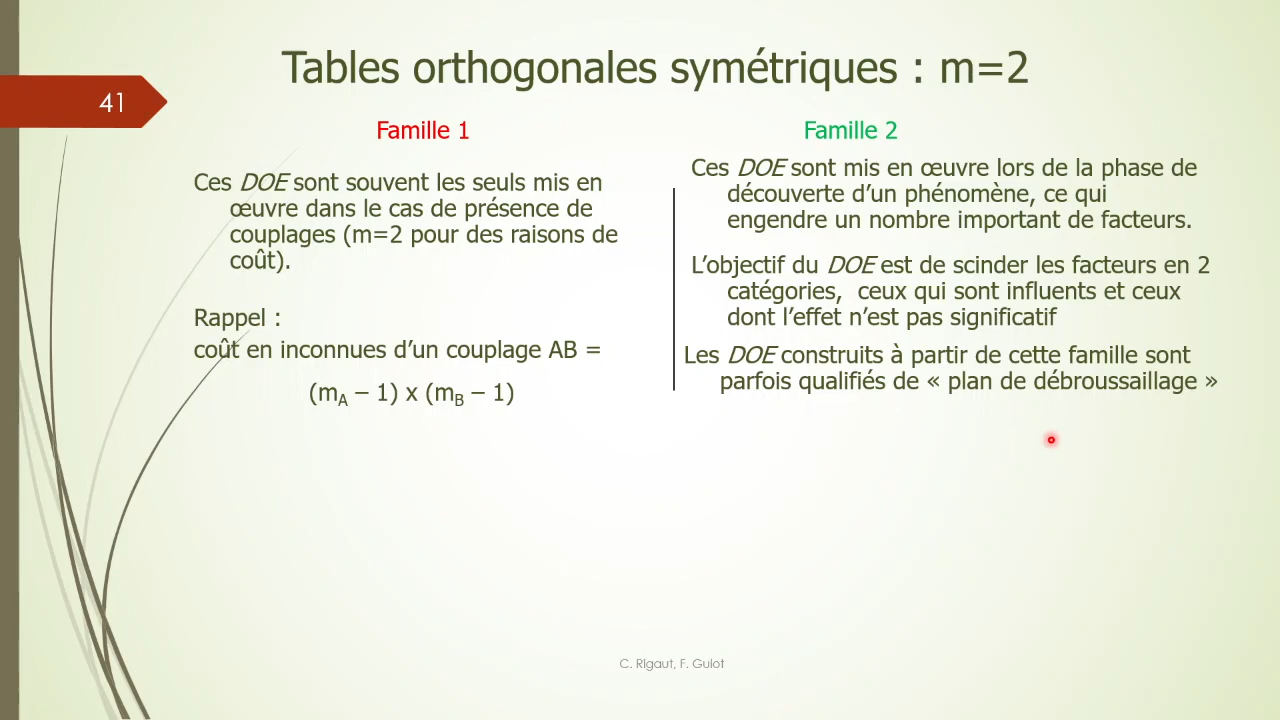 Tables orthogonales symétriques : m=2
41
Famille 1
Ces DOE sont souvent les seuls mis en
œuvre dans le cas de présence de
couplages (m=2 pour des raisons de
coût).
Rappel :
coût en inconnues d’un couplage AB =
(mA – 1) x (mB – 1)
Famille 2
Ces DOE sont mis en œuvre lors de la phase de
découverte d’un phénomène, ce qui
engendre un nombre important de facteurs.
L’objectif du DOE est de scinder les facteurs en 2
catégories,  ceux qui sont influents et ceux
dont l’effet n’est pas significatif
Les DOE construits à partir de cette famille sont
parfois qualifiés de « plan de débroussaillage »
C. RIgaut, F. Guiot